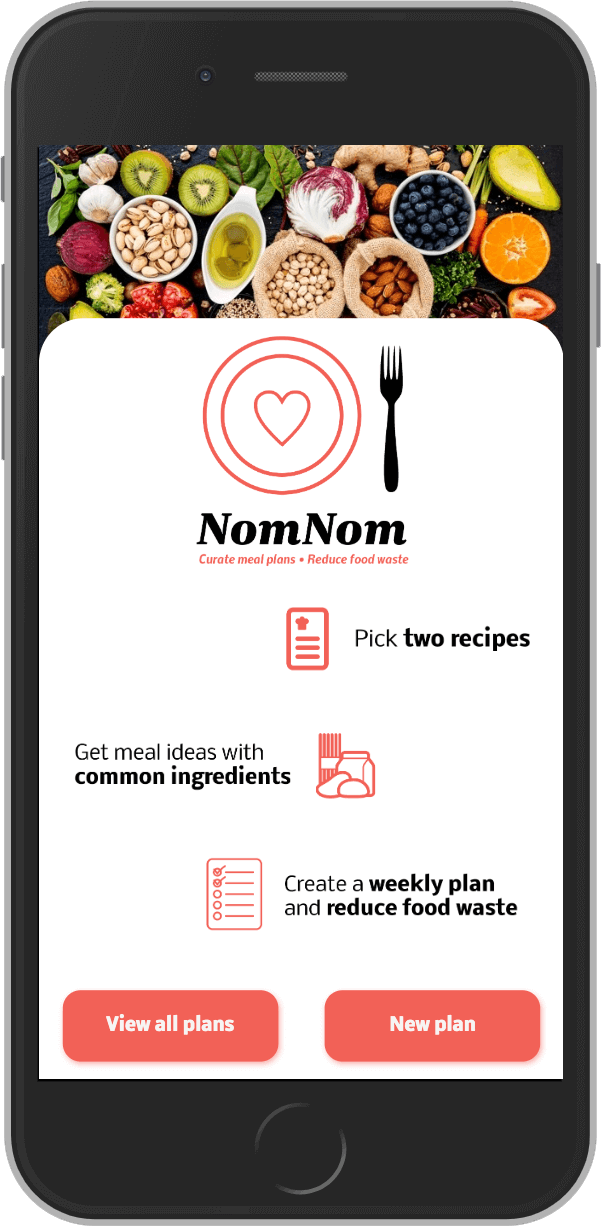 NomNom
Curate meal plans • Reduce food waste
Pick two recipes
Get meal ideas with
common ingredients
Create a weekly plan
and reduce food waste
View all plans
New plan